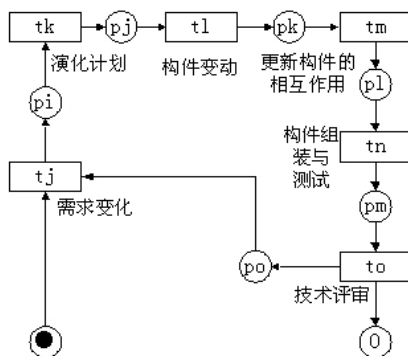 tk
pj
tl
pk
tm
演化计划
构件变动
更新构件的
相互作用
pi
pl
构件组
装与
测试
tn
tj
需求变化
pm
po
to
技术评审
O